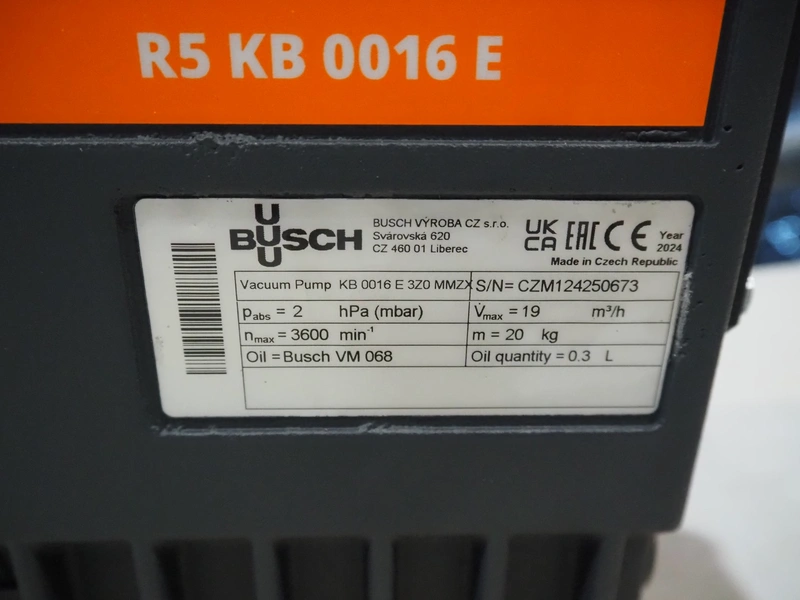 R5 KB 0016 E
BUSCH
BUSCH VÝROBA CZ s.r.o.
Svárovská 620
CZ 460 01 Liberec
UK CA EAC CE
Year
2024
Made in Czech Republic
Vacuum Pump KB 0016 E 3Z0 MMZX S/N= CZM124250673
pabs = 2 hPa (mbar) V̇max = 19 m³/h
nmax = 3600 min⁻¹ m = 20 kg
Oil = Busch VM 068 Oil quantity = 0.3 L